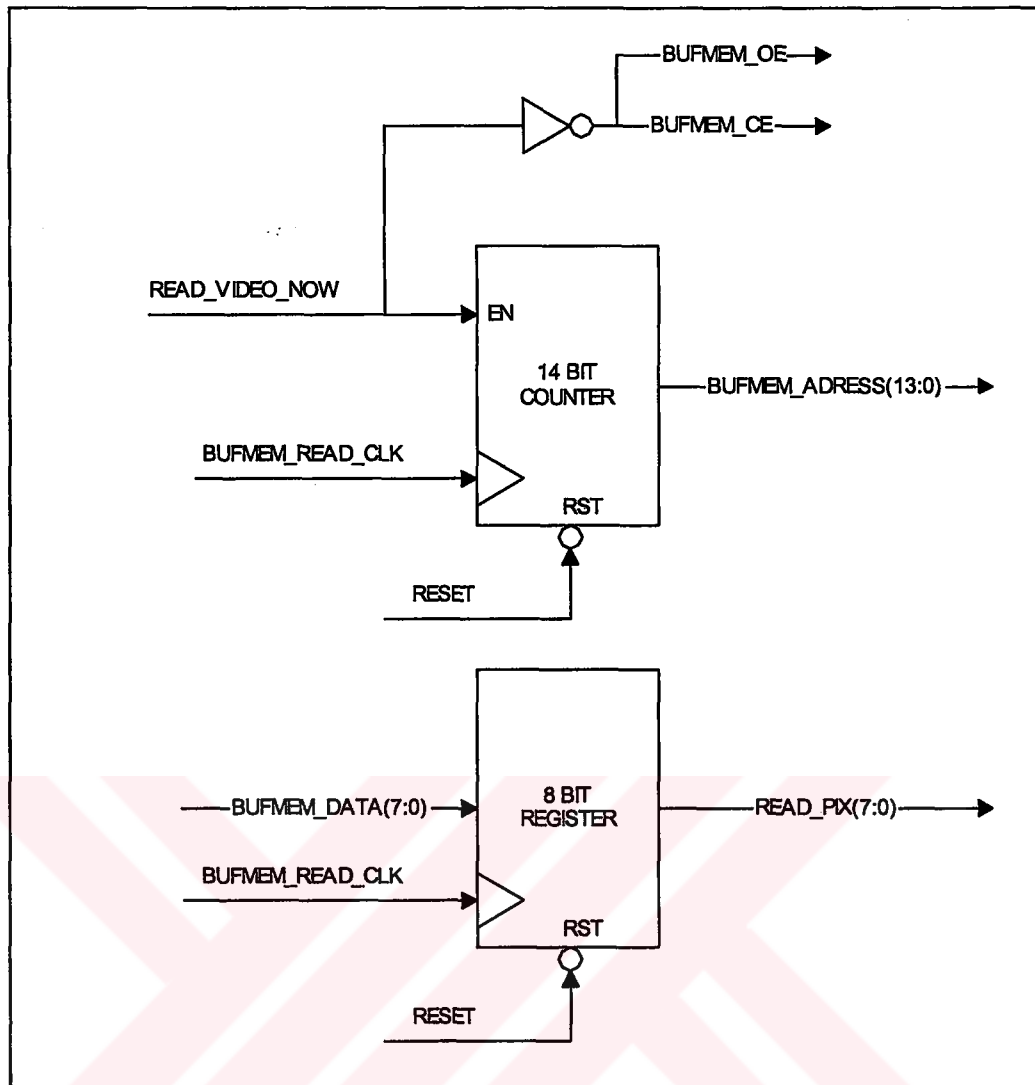 BUFMEM_OE
BUFMEM_CE
READ_VIDEO_NOW
EN
14 BIT
COUNTER
BUFMEM_ADRESS(13:0)
BUFMEM_READ_CLK
RST
RESET
8 BIT
REGISTER
BUFMEM_DATA(7:0)
READ_PIX(7:0)
BUFMEM_READ_CLK
RST
RESET